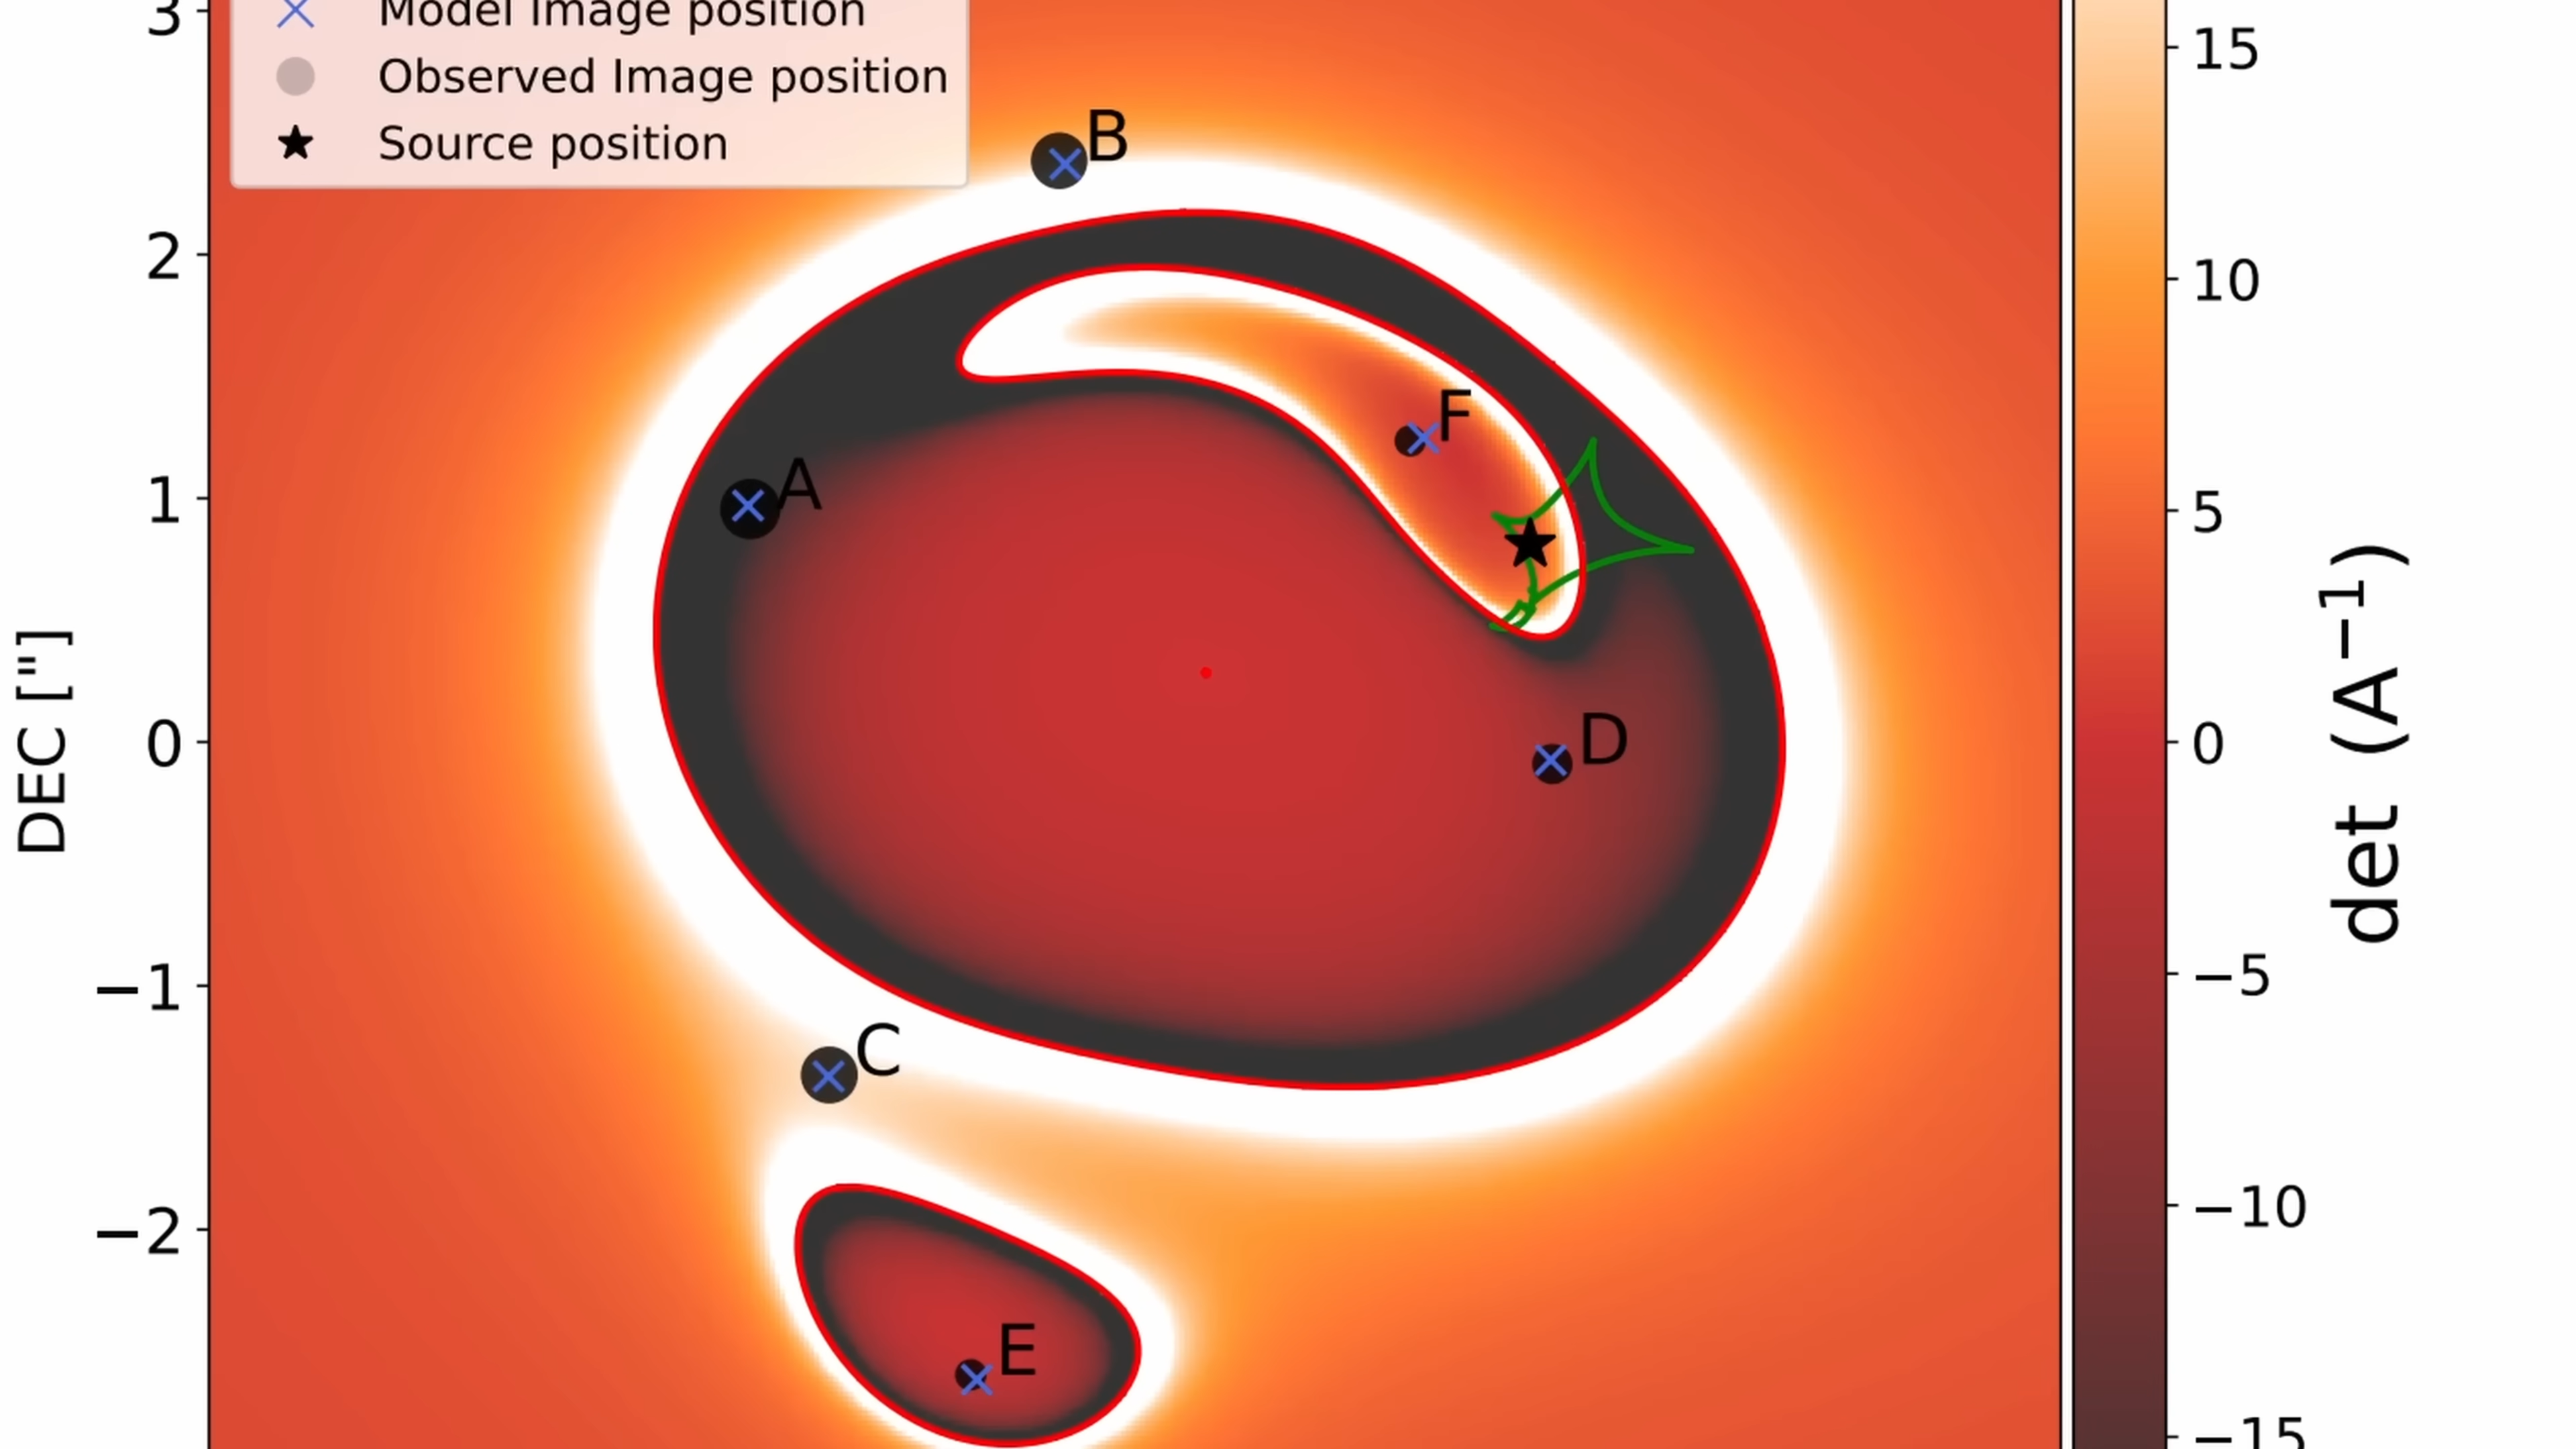 Model Image position
Observed Image position
Source position
3
2
1
0
−1
−2
DEC ["]
B
A
F
D
C
E
15
10
5
0
−5
−10
−15
det (A⁻¹)